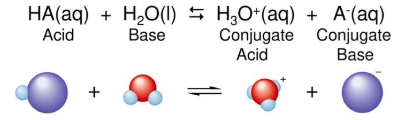 HA(aq) + H₂O(l) ⇆ H₃O⁺(aq) + A⁻(aq)
Acid Base Conjugate Conjugate
Acid Base
+ ⇌ + + −